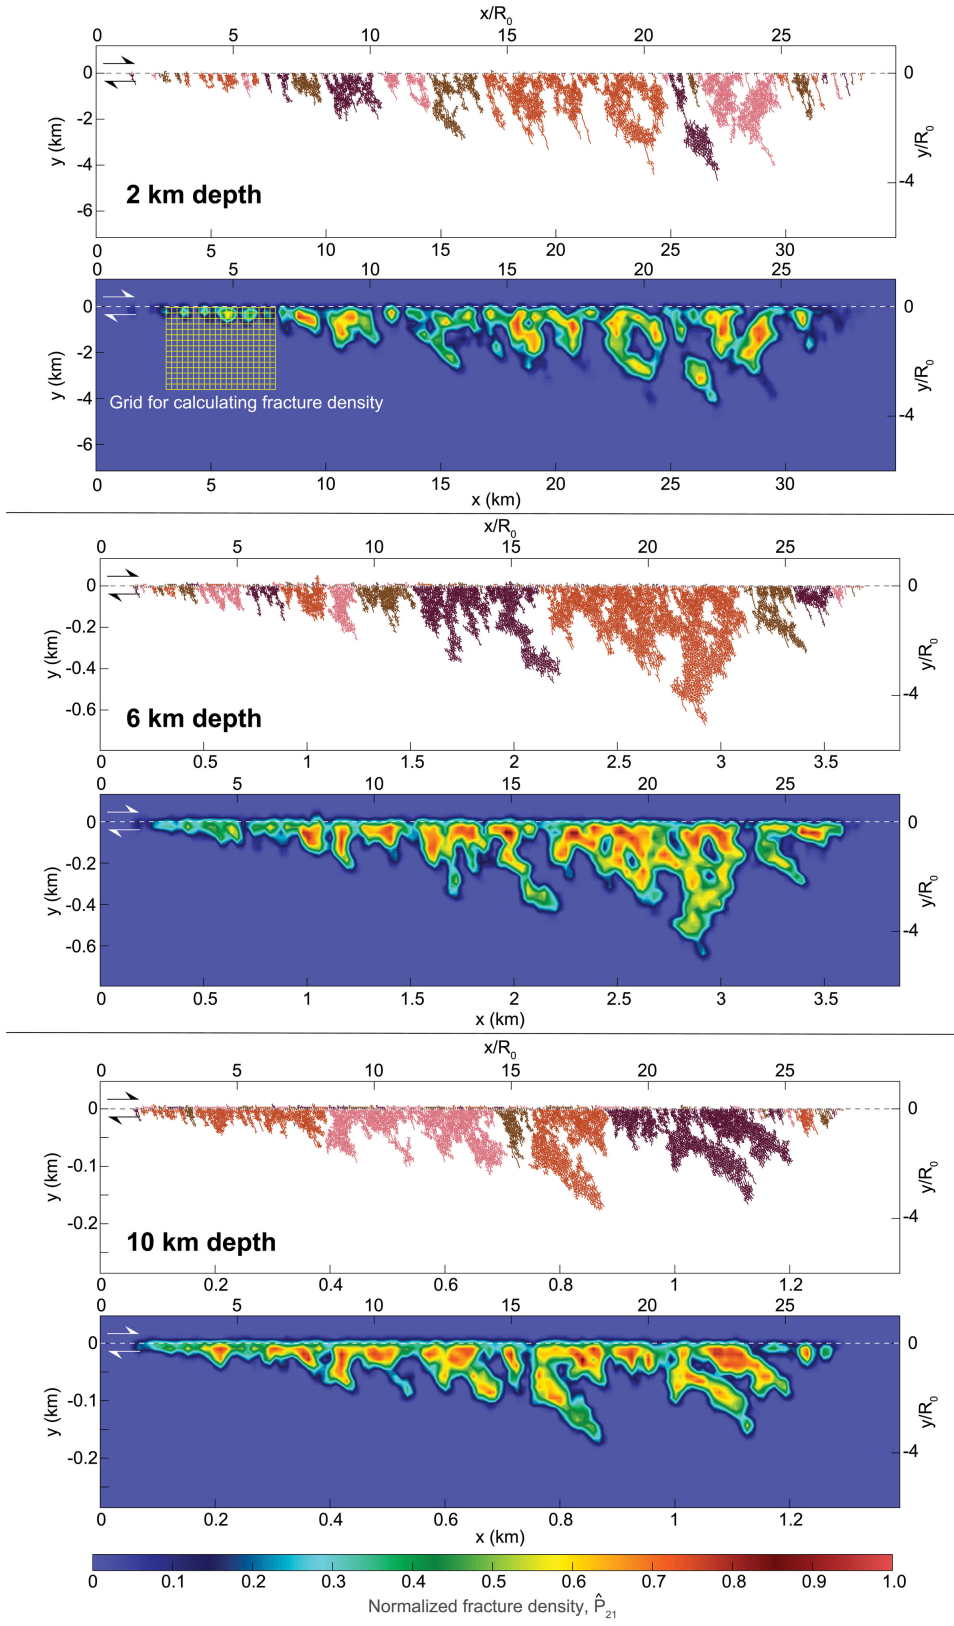 x/R0
0 5 10 15 20 25
0 0
-2
-4 -4
-6
y (km) y/R0
2 km depth
0 5 10 15 20 25 30
0 5 10 15 20 25
0 0
-2
-4 -4
-6
y (km) y/R0
Grid for calculating fracture density
0 5 10 15 20 25 30
x (km)
x/R0
0 5 10 15 20 25
0 0
-0.2
-0.4
-0.6 -4
y (km) y/R0
6 km depth
0 0.5 1 1.5 2 2.5 3 3.5
0 5 10 15 20 25
0 0
-0.2
-0.4
-0.6 -4
y (km) y/R0
0 0.5 1 1.5 2 2.5 3 3.5
x (km)
x/R0
0 5 10 15 20 25
0 0
-0.1
-0.2 -4
y (km) y/R0
10 km depth
0 0.2 0.4 0.6 0.8 1 1.2
0 5 10 15 20 25
0 0
-0.1
-0.2 -4
y (km) y/R0
0 0.2 0.4 0.6 0.8 1 1.2
x (km)
0 0.1 0.2 0.3 0.4 0.5 0.6 0.7 0.8 0.9 1.0
Normalized fracture density, P̂21